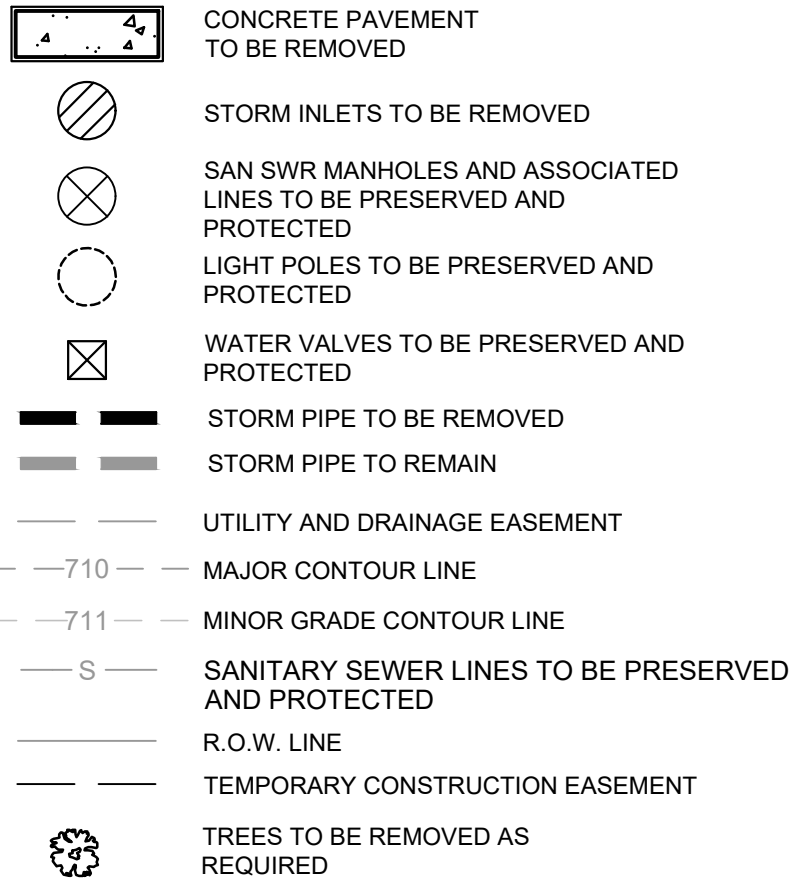 CONCRETE PAVEMENT
TO BE REMOVED
STORM INLETS TO BE REMOVED
SAN SWR MANHOLES AND ASSOCIATED
LINES TO BE PRESERVED AND
PROTECTED
LIGHT POLES TO BE PRESERVED AND
PROTECTED
WATER VALVES TO BE PRESERVED AND
PROTECTED
STORM PIPE TO BE REMOVED
STORM PIPE TO REMAIN
UTILITY AND DRAINAGE EASEMENT
710 MAJOR CONTOUR LINE
711 MINOR GRADE CONTOUR LINE
S SANITARY SEWER LINES TO BE PRESERVED
AND PROTECTED
R.O.W. LINE
TEMPORARY CONSTRUCTION EASEMENT
TREES TO BE REMOVED AS
REQUIRED